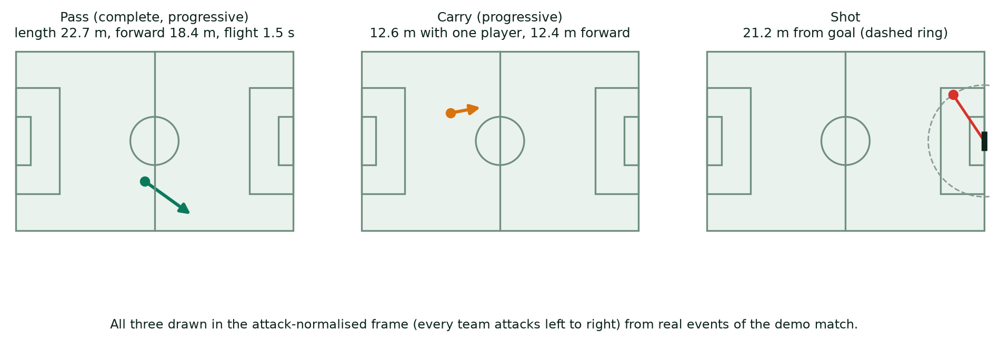 Pass (complete, progressive)
length 22.7 m, forward 18.4 m, flight 1.5 s
Carry (progressive)
12.6 m with one player, 12.4 m forward
Shot
21.2 m from goal (dashed ring)
All three drawn in the attack-normalised frame (every team attacks left to right) from real events of the demo match.